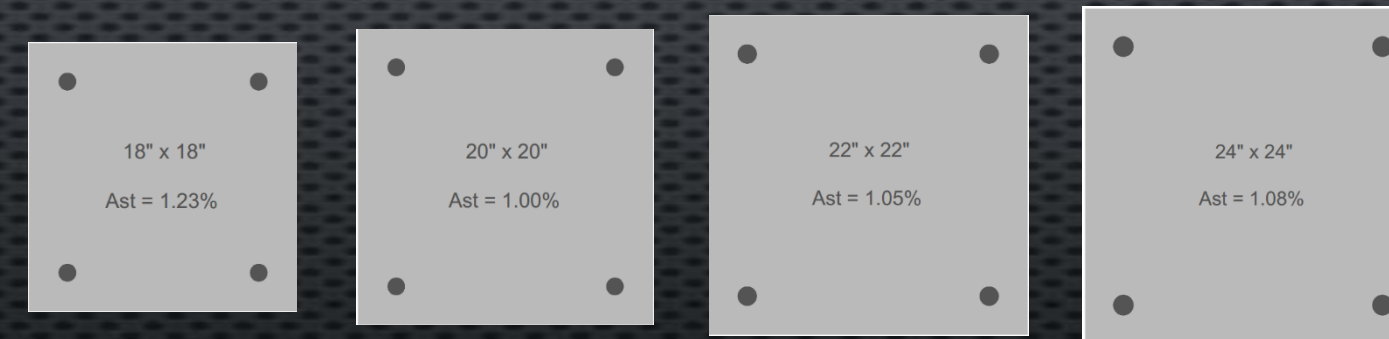 18" x 18"
Ast = 1.23%
20" x 20"
Ast = 1.00%
22" x 22"
Ast = 1.05%
24" x 24"
Ast = 1.08%